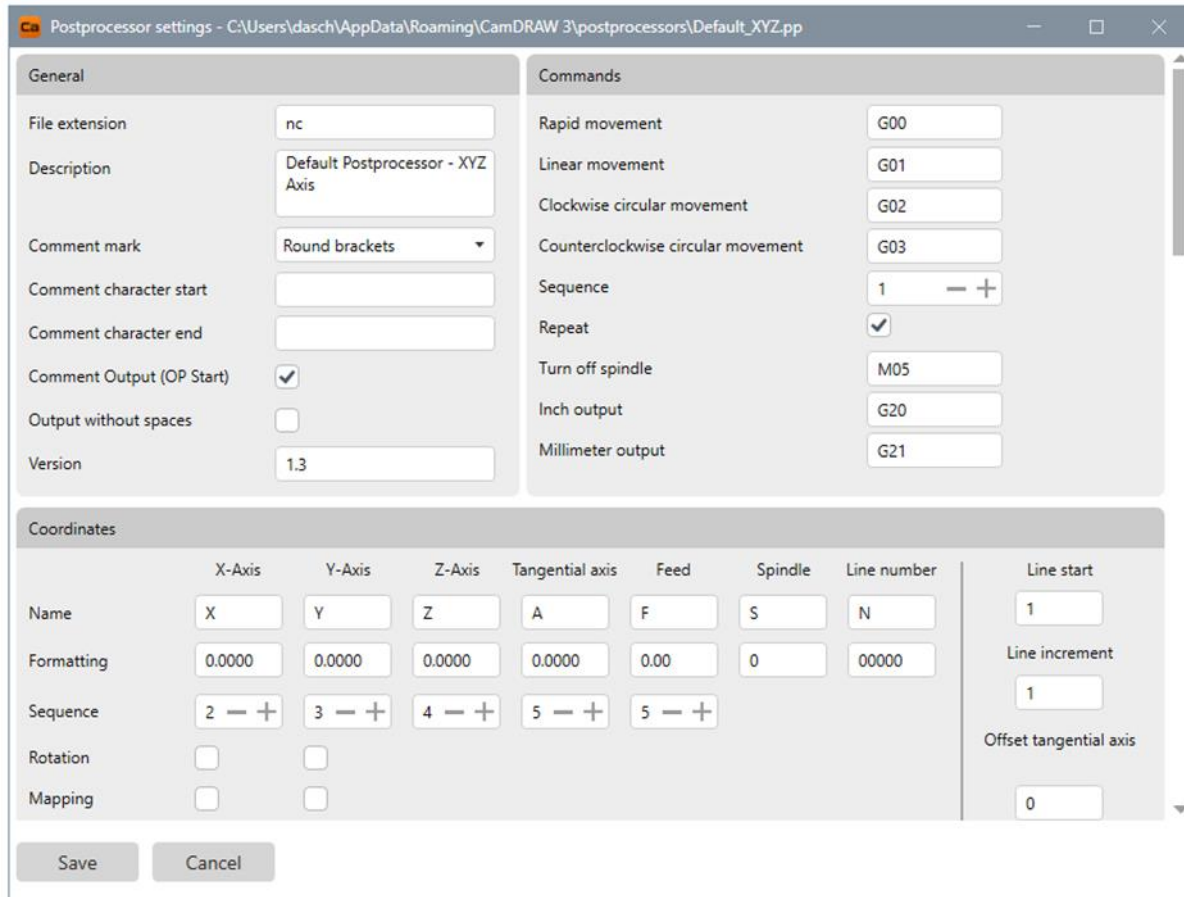 Ca Postprocessor settings - C:\Users\dasch\AppData\Roaming\CamDRAW 3\postprocessors\Default_XYZ.pp
General
File extension nc
Description Default Postprocessor - XYZ
Axis
Comment mark Round brackets
Comment character start
Comment character end
Comment Output (OP Start)
Output without spaces
Version 1.3
Commands
Rapid movement G00
Linear movement G01
Clockwise circular movement G02
Counterclockwise circular movement G03
Sequence 1
Repeat
Turn off spindle M05
Inch output G20
Millimeter output G21
Coordinates
X-Axis Y-Axis Z-Axis Tangential axis Feed Spindle Line number
Name X Y Z A F S N
Formatting 0.0000 0.0000 0.0000 0.0000 0.00 0 00000
Sequence 2 3 4 5 5
Rotation
Mapping
Line start
1
Line increment
1
Offset tangential axis
0
Save Cancel